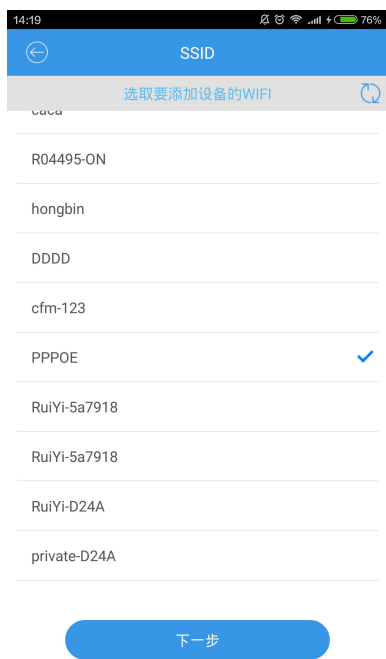 14:19
76%
SSID
选取要添加设备的WIFI
caca
R04495-ON
hongbin
DDDD
cfm-123
PPPOE
RuiYi-5a7918
RuiYi-5a7918
RuiYi-D24A
private-D24A
下一步